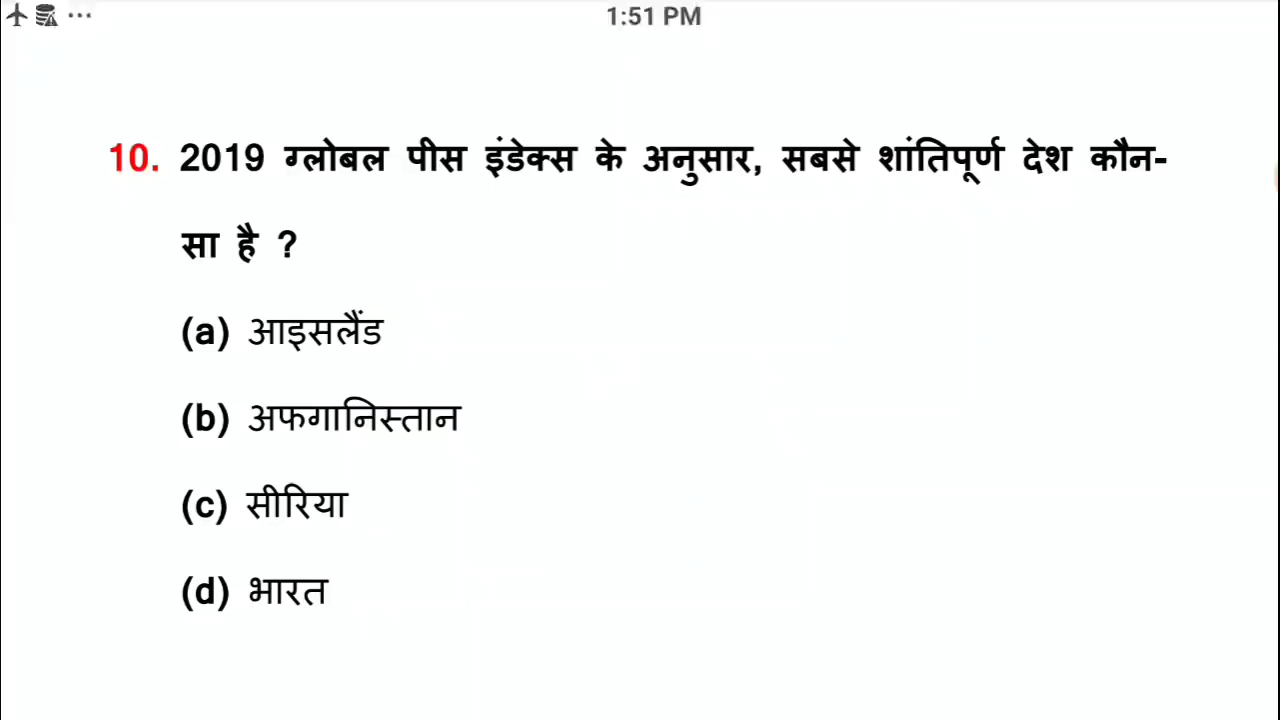 1:51 PM
10. 2019 ग्लोबल पीस इंडेक्स के अनुसार, सबसे शांतिपूर्ण देश कौन-
सा है ?
(a) आइसलैंड
(b) अफगानिस्तान
(c) सीरिया
(d) भारत